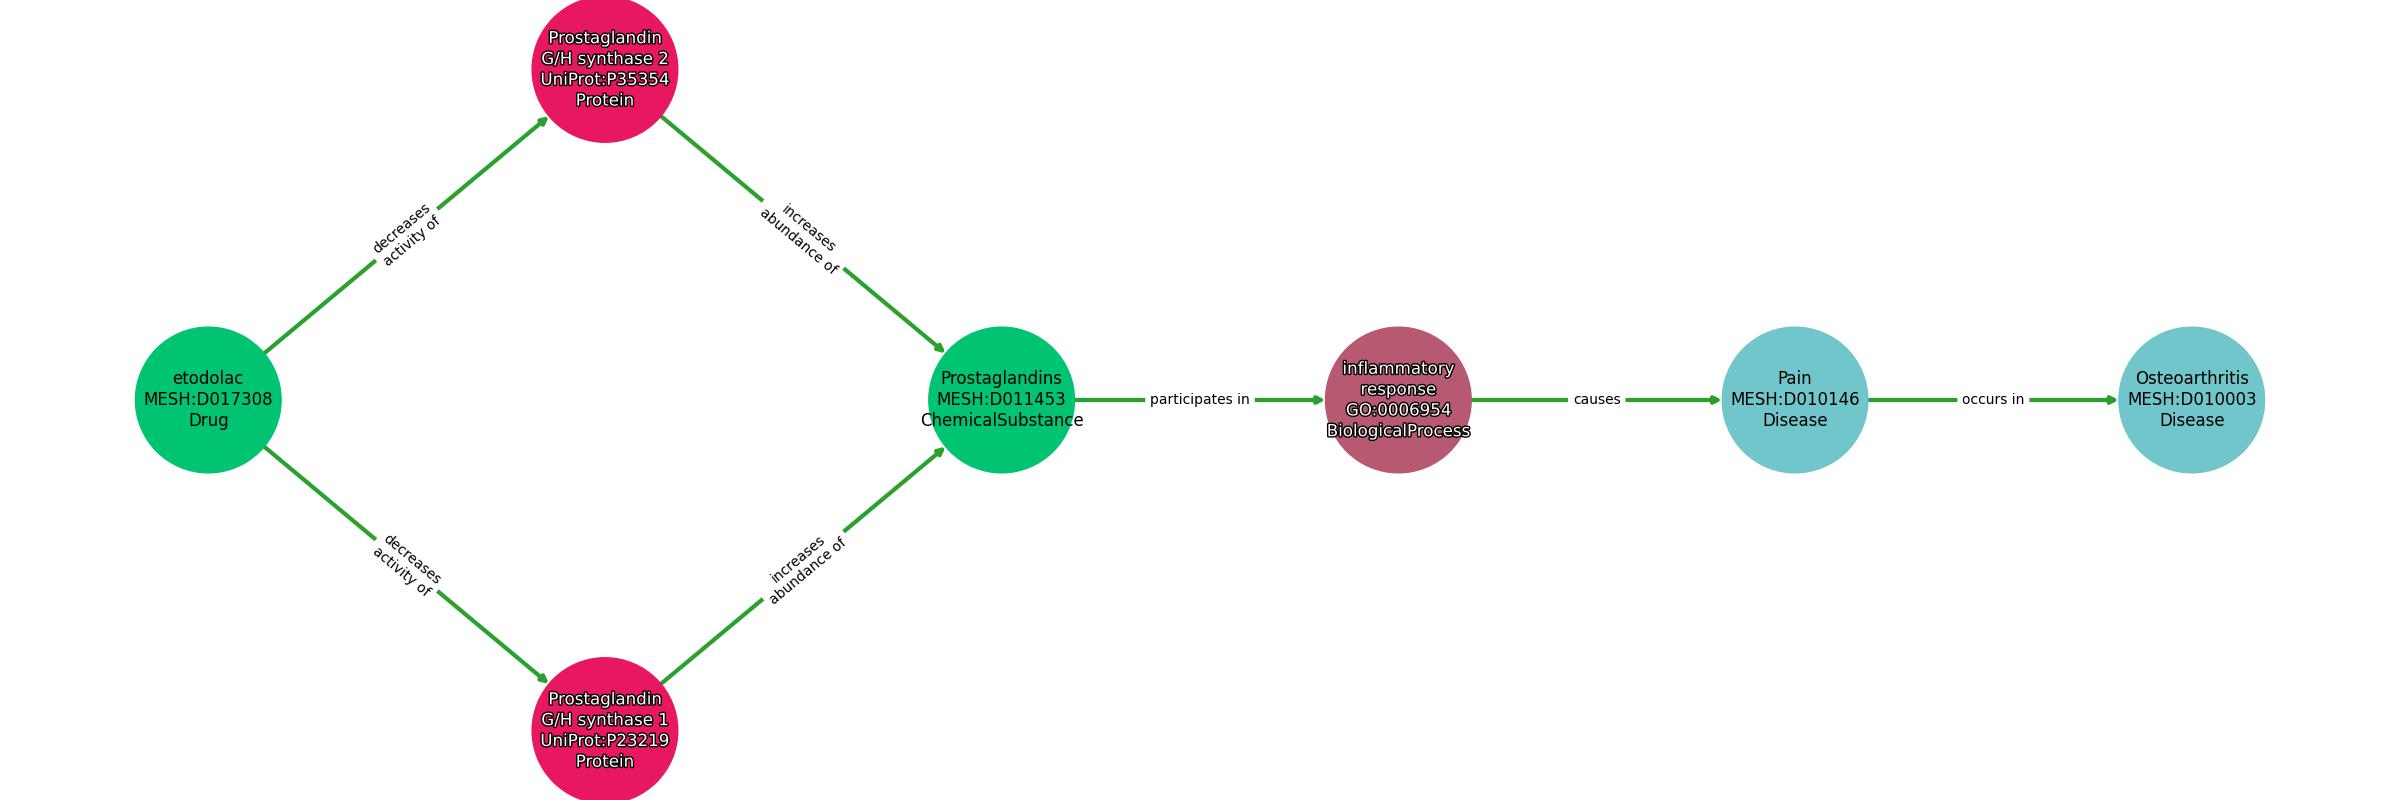 Prostaglandin
G/H synthase 2
UniProt:P35354
Protein
decreases
activity of
increases
abundance of
etodolac
MESH:D017308
Drug
Prostaglandins
MESH:D011453
ChemicalSubstance
participates in
inflammatory
response
GO:0006954
BiologicalProcess
causes
Pain
MESH:D010146
Disease
occurs in
Osteoarthritis
MESH:D010003
Disease
decreases
activity of
increases
abundance of
Prostaglandin
G/H synthase 1
UniProt:P23219
Protein